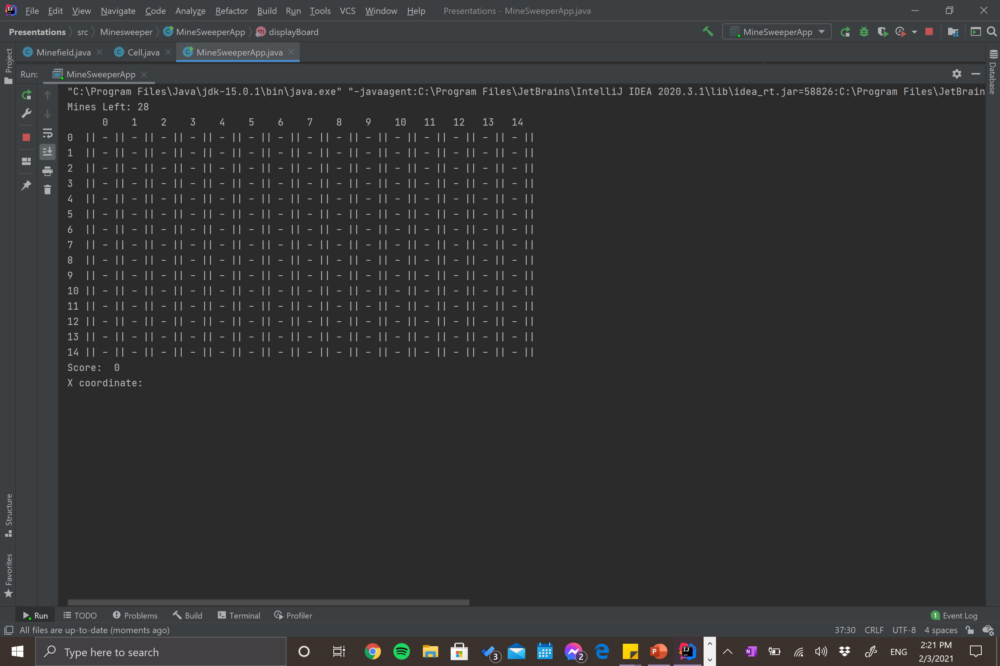 File Edit View Navigate Code Analyze Refactor Build Run Tools VCS Window Help Presentations - MineSweeperApp.java
Presentations src Minesweeper MineSweeperApp displayBoard MineSweeperApp
Minefield.java Cell.java MineSweeperApp.java
Project
Database
Run: MineSweeperApp
"C:\Program Files\Java\jdk-15.0.1\bin\java.exe" "-javaagent:C:\Program Files\JetBrains\IntelliJ IDEA 2020.3.1\lib\idea_rt.jar=58826:C:\Program Files\JetBrain
Mines Left: 28
0 1 2 3 4 5 6 7 8 9 10 11 12 13 14
0 || - || - || - || - || - || - || - || - || - || - || - || - || - || - || - ||
1 || - || - || - || - || - || - || - || - || - || - || - || - || - || - || - ||
2 || - || - || - || - || - || - || - || - || - || - || - || - || - || - || - ||
3 || - || - || - || - || - || - || - || - || - || - || - || - || - || - || - ||
4 || - || - || - || - || - || - || - || - || - || - || - || - || - || - || - ||
5 || - || - || - || - || - || - || - || - || - || - || - || - || - || - || - ||
6 || - || - || - || - || - || - || - || - || - || - || - || - || - || - || - ||
7 || - || - || - || - || - || - || - || - || - || - || - || - || - || - || - ||
8 || - || - || - || - || - || - || - || - || - || - || - || - || - || - || - ||
9 || - || - || - || - || - || - || - || - || - || - || - || - || - || - || - ||
10 || - || - || - || - || - || - || - || - || - || - || - || - || - || - || - ||
11 || - || - || - || - || - || - || - || - || - || - || - || - || - || - || - ||
12 || - || - || - || - || - || - || - || - || - || - || - || - || - || - || - ||
13 || - || - || - || - || - || - || - || - || - || - || - || - || - || - || - ||
14 || - || - || - || - || - || - || - || - || - || - || - || - || - || - || - ||
Score:  0
X coordinate:
Structure
Favorites
Run TODO Problems Build Terminal Profiler 1 Event Log
All files are up-to-date (moments ago) 37:30 CRLF UTF-8 4 spaces
Type here to search 3 2 ENG 2:21 PM
2/3/2021